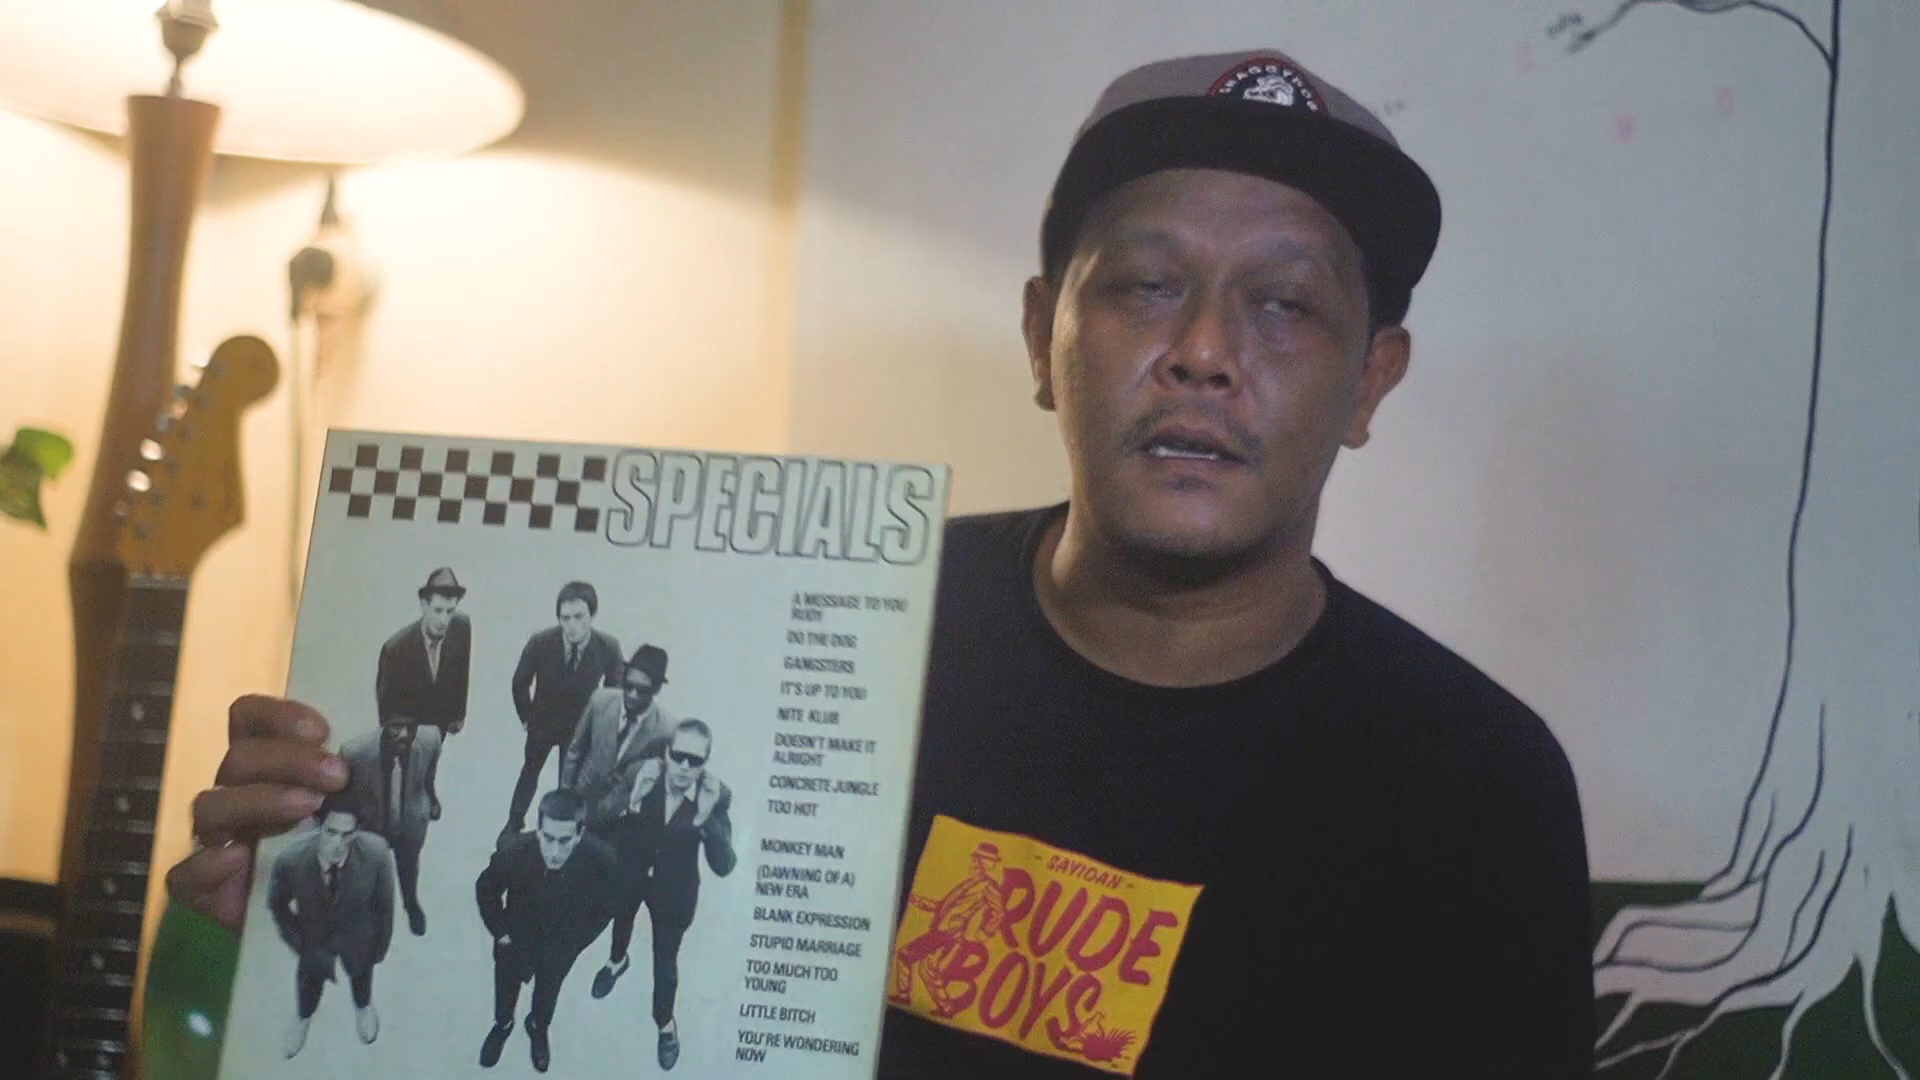 SHAGGYDOG
SPECIALS
A MESSAGE TO YOU
RUDY
DO THE DOG
GANGSTERS
IT'S UP TO YOU
NITE KLUB
DOESN'T MAKE IT
ALRIGHT
CONCRETE JUNGLE
TOO HOT
MONKEY MAN
(DAWNING OF A)
NEW ERA
BLANK EXPRESSION
STUPID MARRIAGE
TOO MUCH TOO
YOUNG
LITTLE BITCH
YOU'RE WONDERING
NOW
- SAVIDAN -
RUDE
BOYS